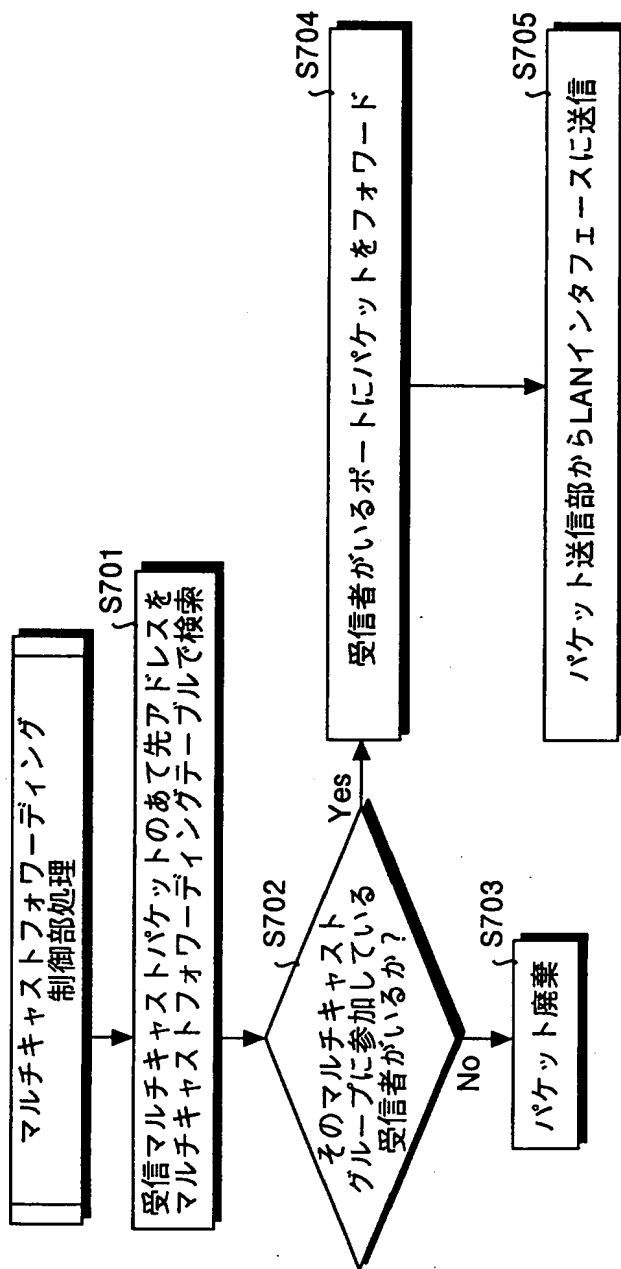 マルチキャストフォワーディング
制御部処理
S701
受信マルチキャストパケットのあて先アドレスを
マルチキャストフォワーディングテーブルで検索
S702
そのマルチキャスト
グループに参加している
受信者がいるか？
Yes
No
S703
パケット廃棄
S704
受信者がいるポートにパケットをフォワード
S705
パケット送信部からLANインタフェースに送信